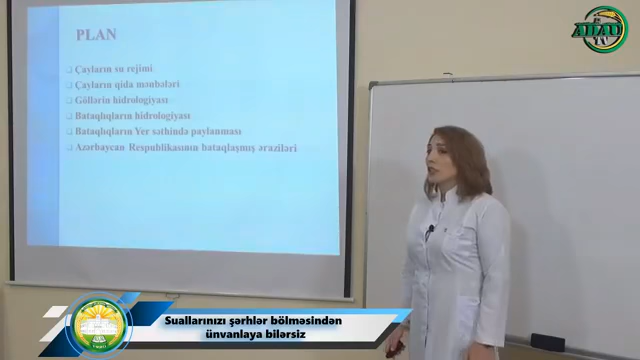 PLAN
Çayların su rejimi
Çayların qida mənbələri
Göllərin hidrologiyası
Bataqlıqların hidrologiyası
Bataqlıqların Yer səthində paylanması
Azərbaycan Respublikasının bataqlaşmış əraziləri
ADAU
TV
Suallarınızı şərhlər bölməsindən
ünvanlaya bilərsiz